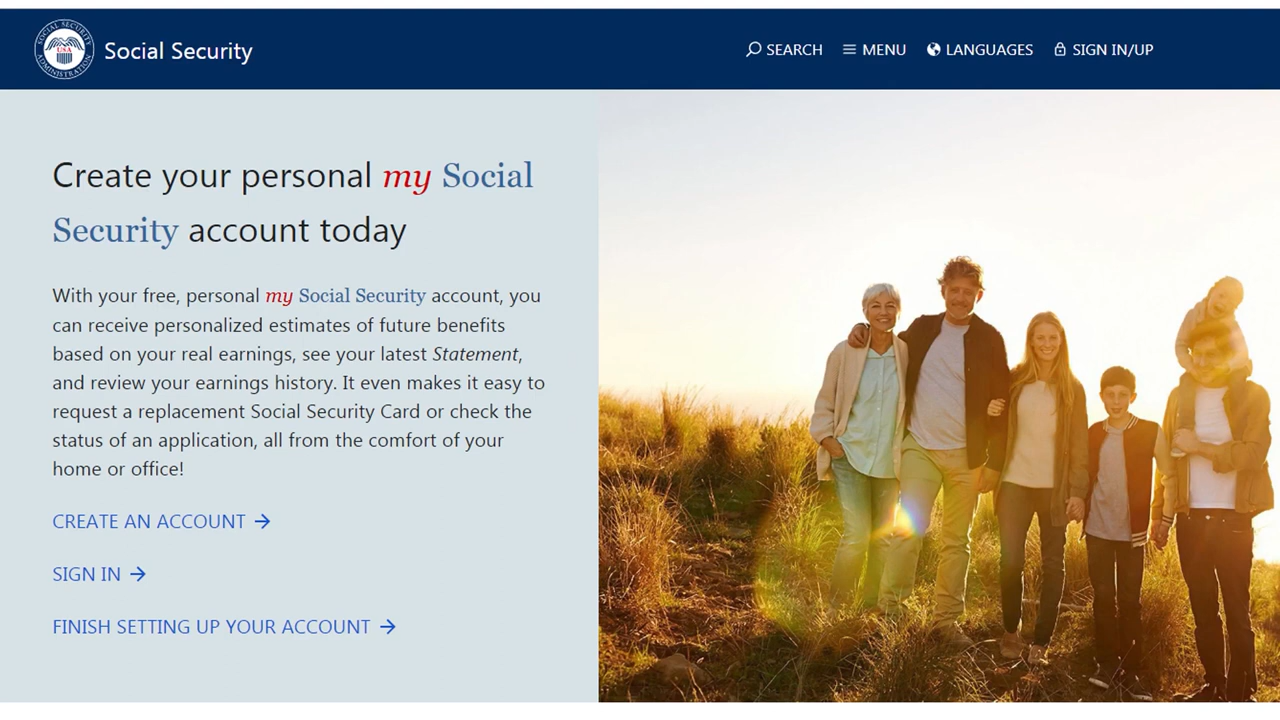 Social Security
SEARCH
MENU
LANGUAGES
SIGN IN/UP
SOCIAL SECURITY
USA
ADMINISTRATION
Create your personal my Social
Security account today
With your free, personal my Social Security account, you
can receive personalized estimates of future benefits
based on your real earnings, see your latest Statement,
and review your earnings history. It even makes it easy to
request a replacement Social Security Card or check the
status of an application, all from the comfort of your
home or office!
CREATE AN ACCOUNT
SIGN IN
FINISH SETTING UP YOUR ACCOUNT